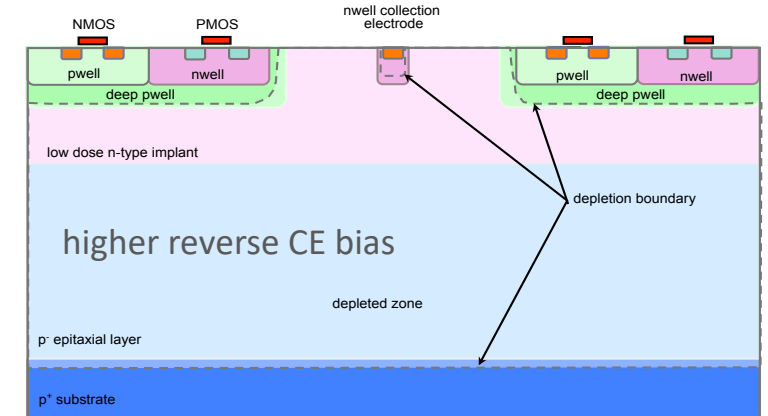 nwell collection
electrode
NMOS
PMOS
pwell
nwell
deep pwell
pwell
nwell
deep pwell
low dose n-type implant
depletion boundary
higher reverse CE bias
depleted zone
p- epitaxial layer
p+ substrate